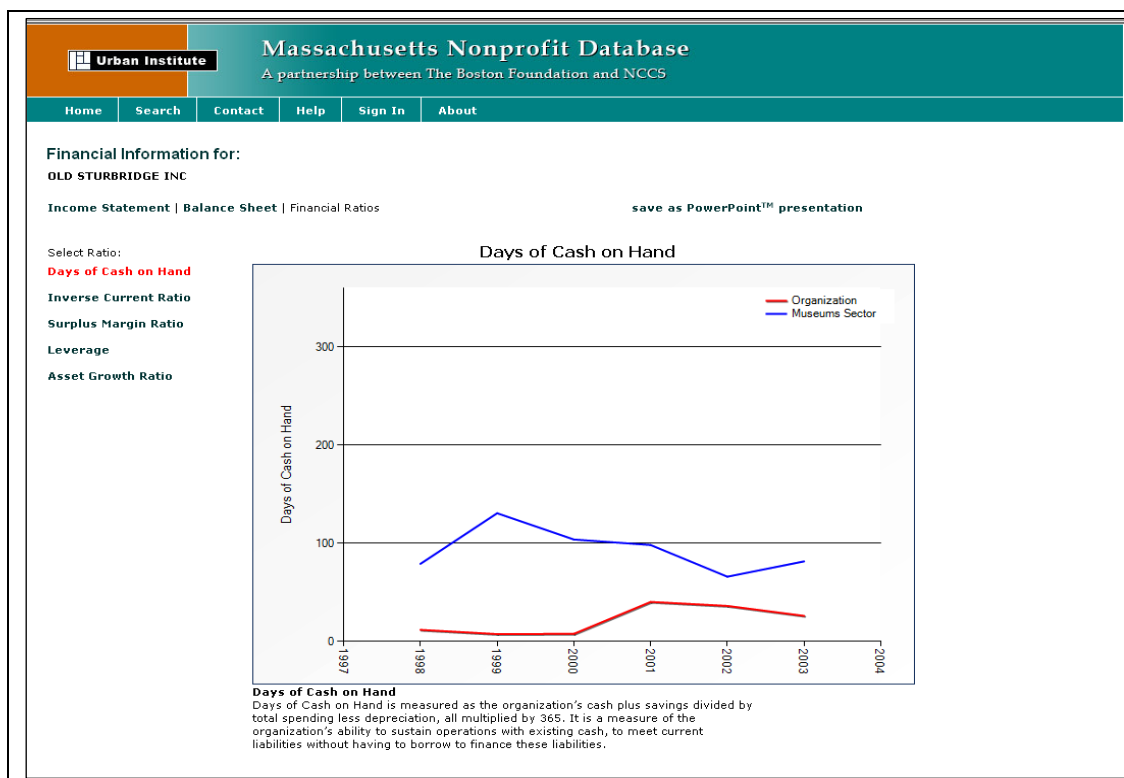 Urban Institute
Massachusetts Nonprofit Database
A partnership between The Boston Foundation and NCCS
Home Search Contact Help Sign In About
Financial Information for:
OLD STURBRIDGE INC
Income Statement | Balance Sheet | Financial Ratios
save as PowerPoint™ presentation
Select Ratio:
Days of Cash on Hand
Inverse Current Ratio
Surplus Margin Ratio
Leverage
Asset Growth Ratio
Days of Cash on Hand
Organization
Museums Sector
Days of Cash on Hand
300
200
100
0
1997 1998 1999 2000 2001 2002 2003 2004
Days of Cash on Hand
Days of Cash on Hand is measured as the organization's cash plus savings divided by
total spending less depreciation, all multiplied by 365. It is a measure of the
organization's ability to sustain operations with existing cash, to meet current
liabilities without having to borrow to finance these liabilities.